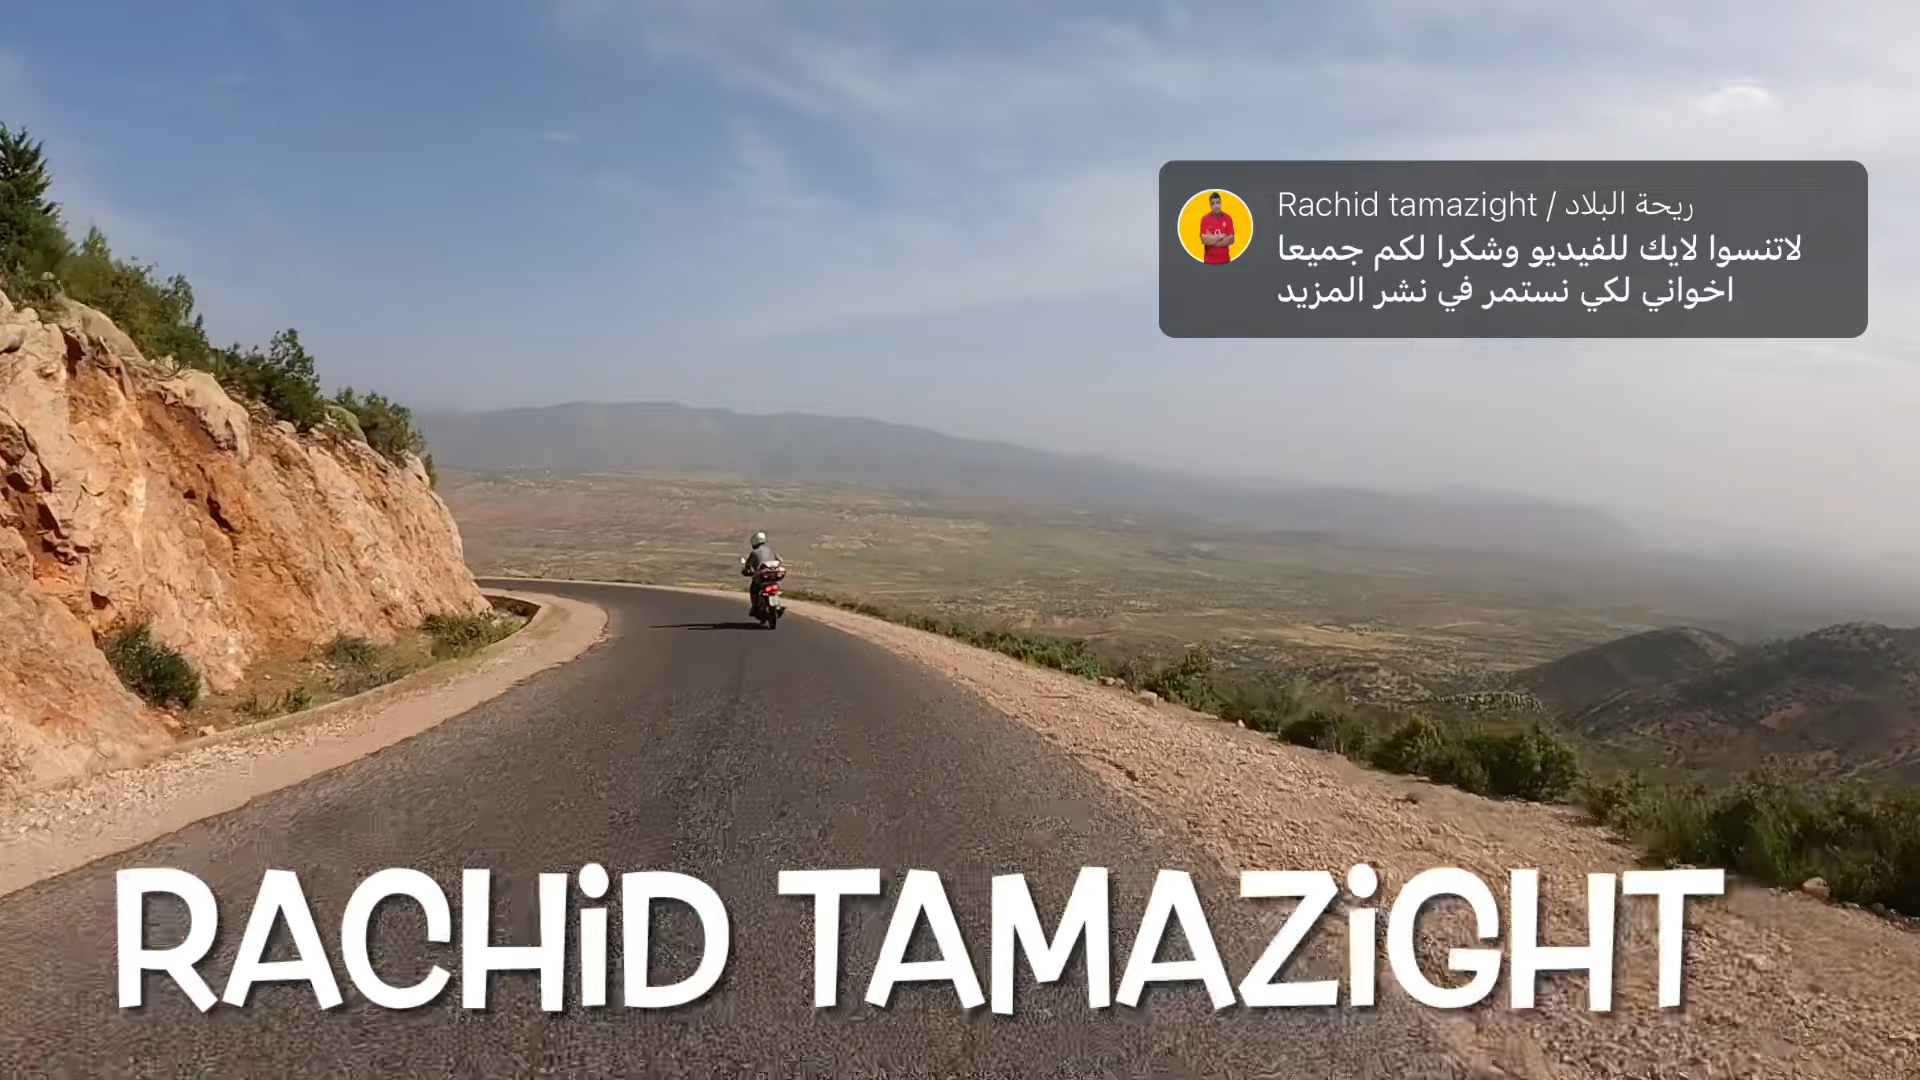 Rachid tamazight / ريحة البلاد
لاتنسوا لايك للفيديو وشكرا لكم جميعا
اخواني لكي نستمر في نشر المزيد
RACHiD TAMAZiGHT